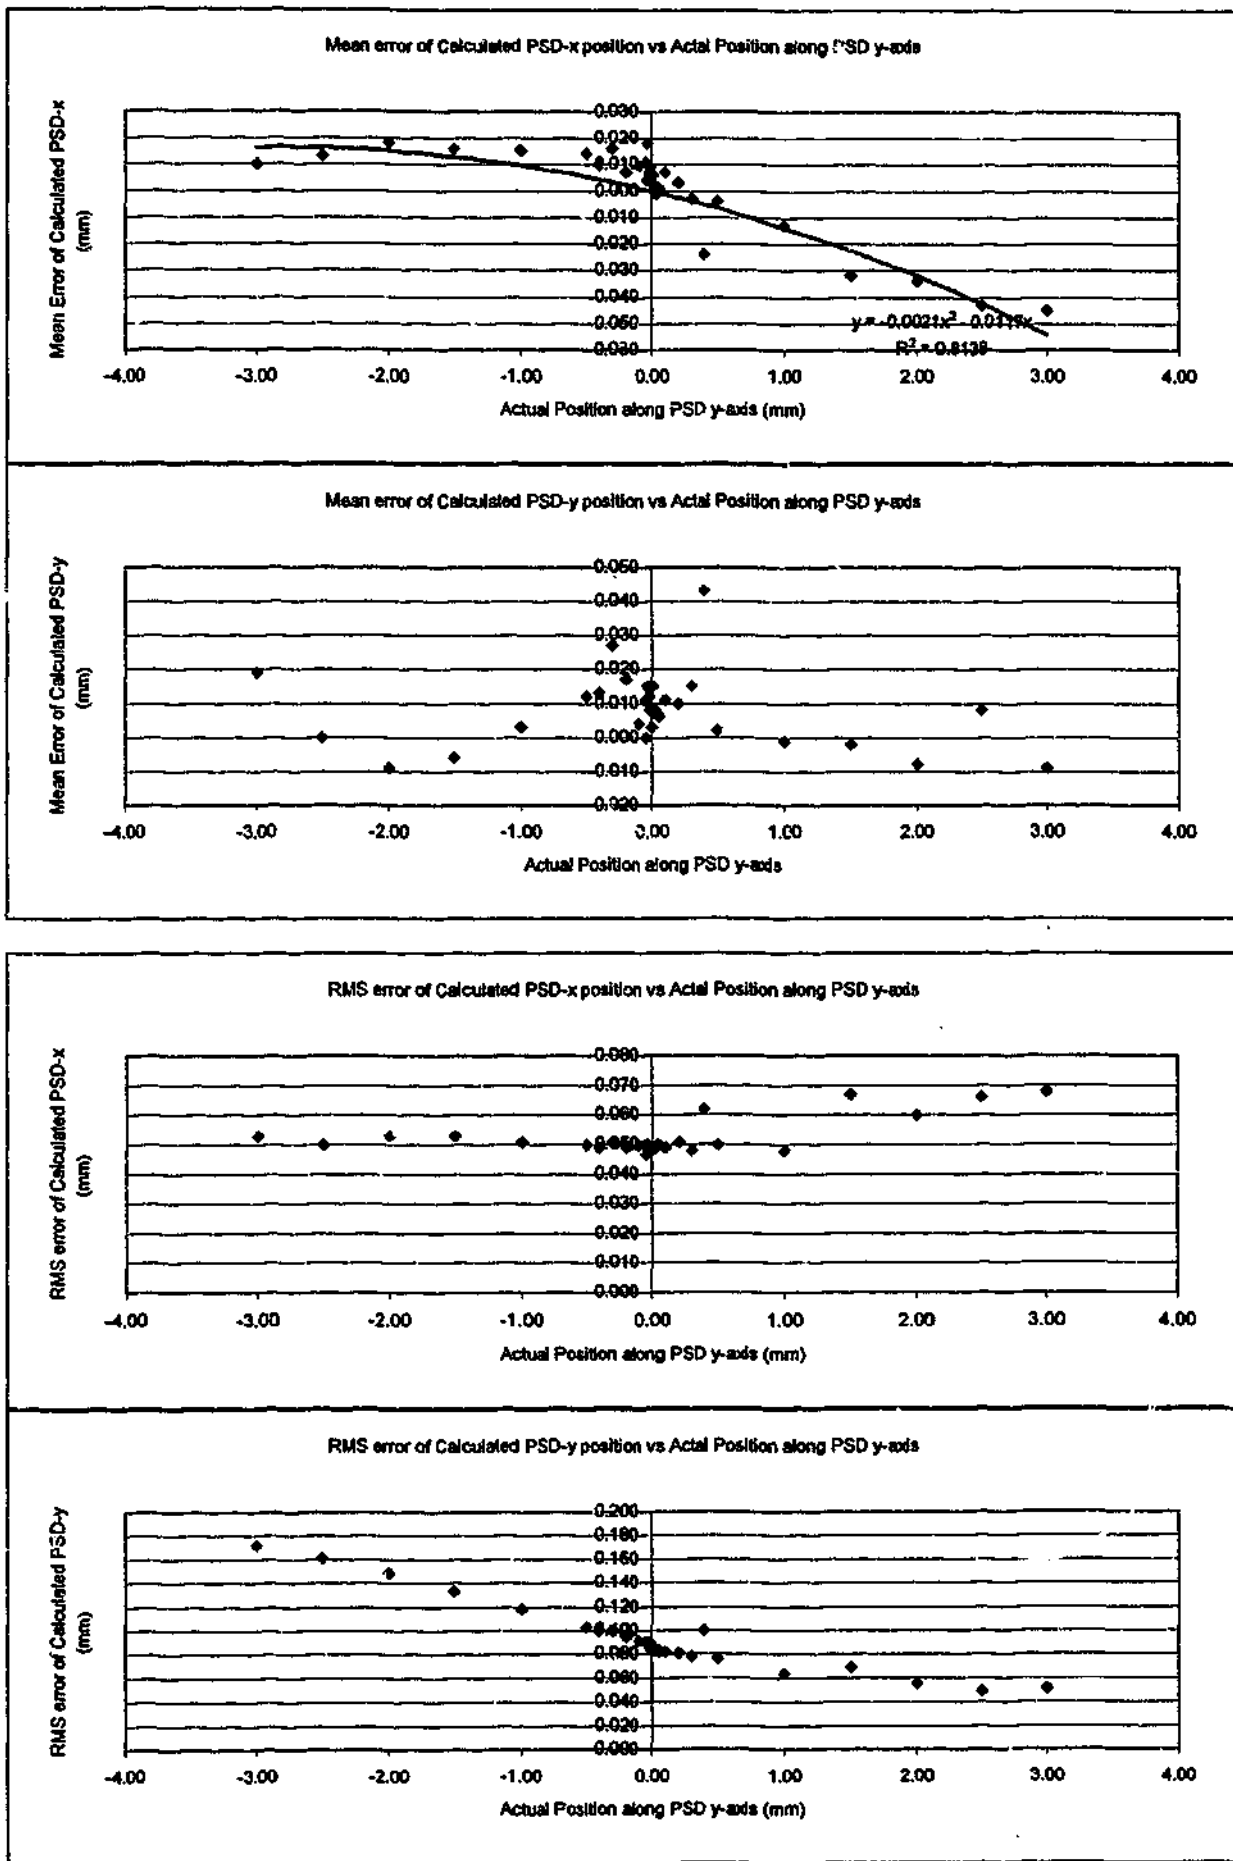 Mean error of Calculated PSD-x position vs Actal Position along PSD y-axis
Mean Error of Calculated PSD-x
(mm)
0.030
0.020
0.010
0.000
0.010
0.020
0.030
0.040
0.050
y = -0.0021x² - 0.0117x
R² = 0.8138
-4.00 -3.00 -2.00 -1.00 0.00 1.00 2.00 3.00 4.00
Actual Position along PSD y-axis (mm)
Mean error of Calculated PSD-y position vs Actal Position along PSD y-axis
Mean Error of Calculated PSD-y
(mm)
0.050
0.040
0.030
0.020
0.010
0.000
0.010
0.020
-4.00 -3.00 -2.00 -1.00 0.00 1.00 2.00 3.00 4.00
Actual Position along PSD y-axis
RMS error of Calculated PSD-x position vs Actal Position along PSD y-axis
RMS error of Calculated PSD-x
(mm)
0.080
0.070
0.060
0.050
0.040
0.030
0.020
0.010
0.000
-4.00 -3.00 -2.00 -1.00 0.00 1.00 2.00 3.00 4.00
Actual Position along PSD y-axis (mm)
RMS error of Calculated PSD-y position vs Actal Position along PSD y-axis
RMS error of Calculated PSD-y
(mm)
0.200
0.180
0.160
0.140
0.120
0.100
0.080
0.060
0.040
0.020
0.000
-4.00 -3.00 -2.00 -1.00 0.00 1.00 2.00 3.00 4.00
Actual Position along PSD y-axis (mm)